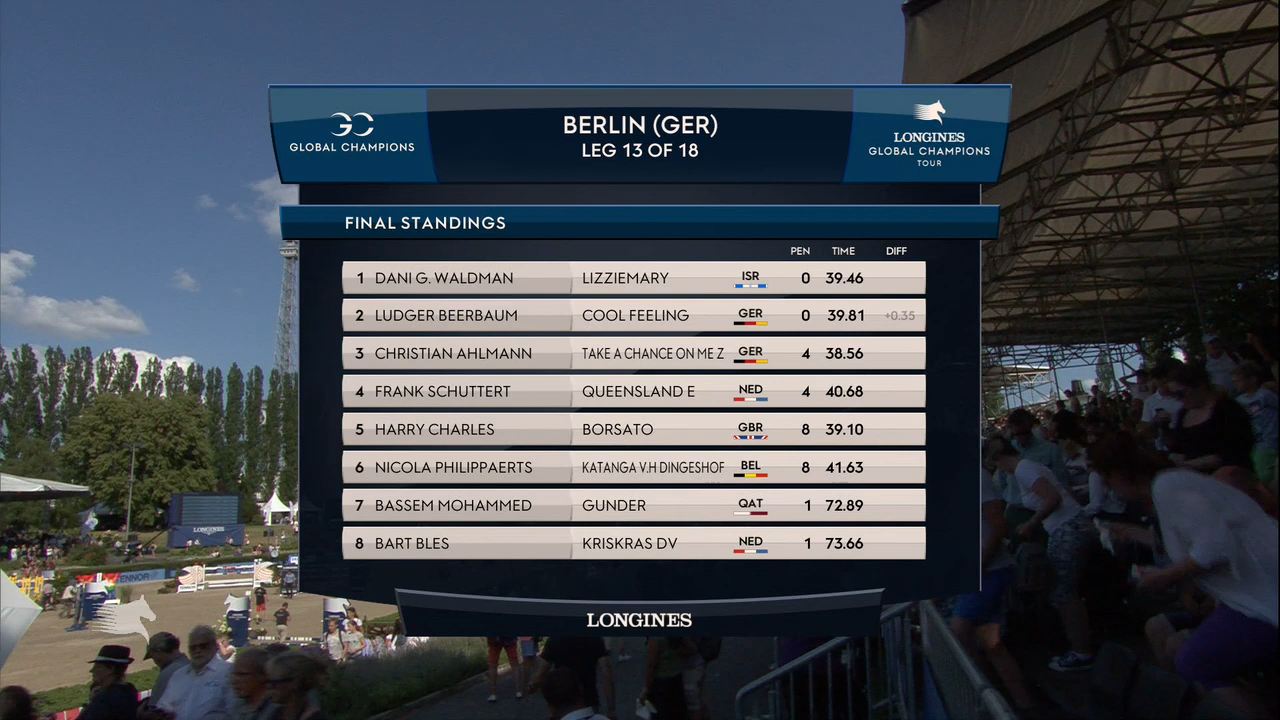 GC
GLOBAL CHAMPIONS
BERLIN (GER)
LEG 13 OF 18
LONGINES
GLOBAL CHAMPIONS
TOUR
FINAL STANDINGS
PEN TIME DIFF
1 DANI G. WALDMAN LIZZIEMARY ISR 0 39.46
2 LUDGER BEERBAUM COOL FEELING GER 0 39.81 +0.35
3 CHRISTIAN AHLMANN TAKE A CHANCE ON ME Z GER 4 38.56
4 FRANK SCHUTTERT QUEENSLAND E NED 4 40.68
5 HARRY CHARLES BORSATO GBR 8 39.10
6 NICOLA PHILIPPAERTS KATANGA V.H DINGESHOF BEL 8 41.63
7 BASSEM MOHAMMED GUNDER QAT 1 72.89
8 BART BLES KRISKRAS DV NED 1 73.66
LONGINES
LONGINES